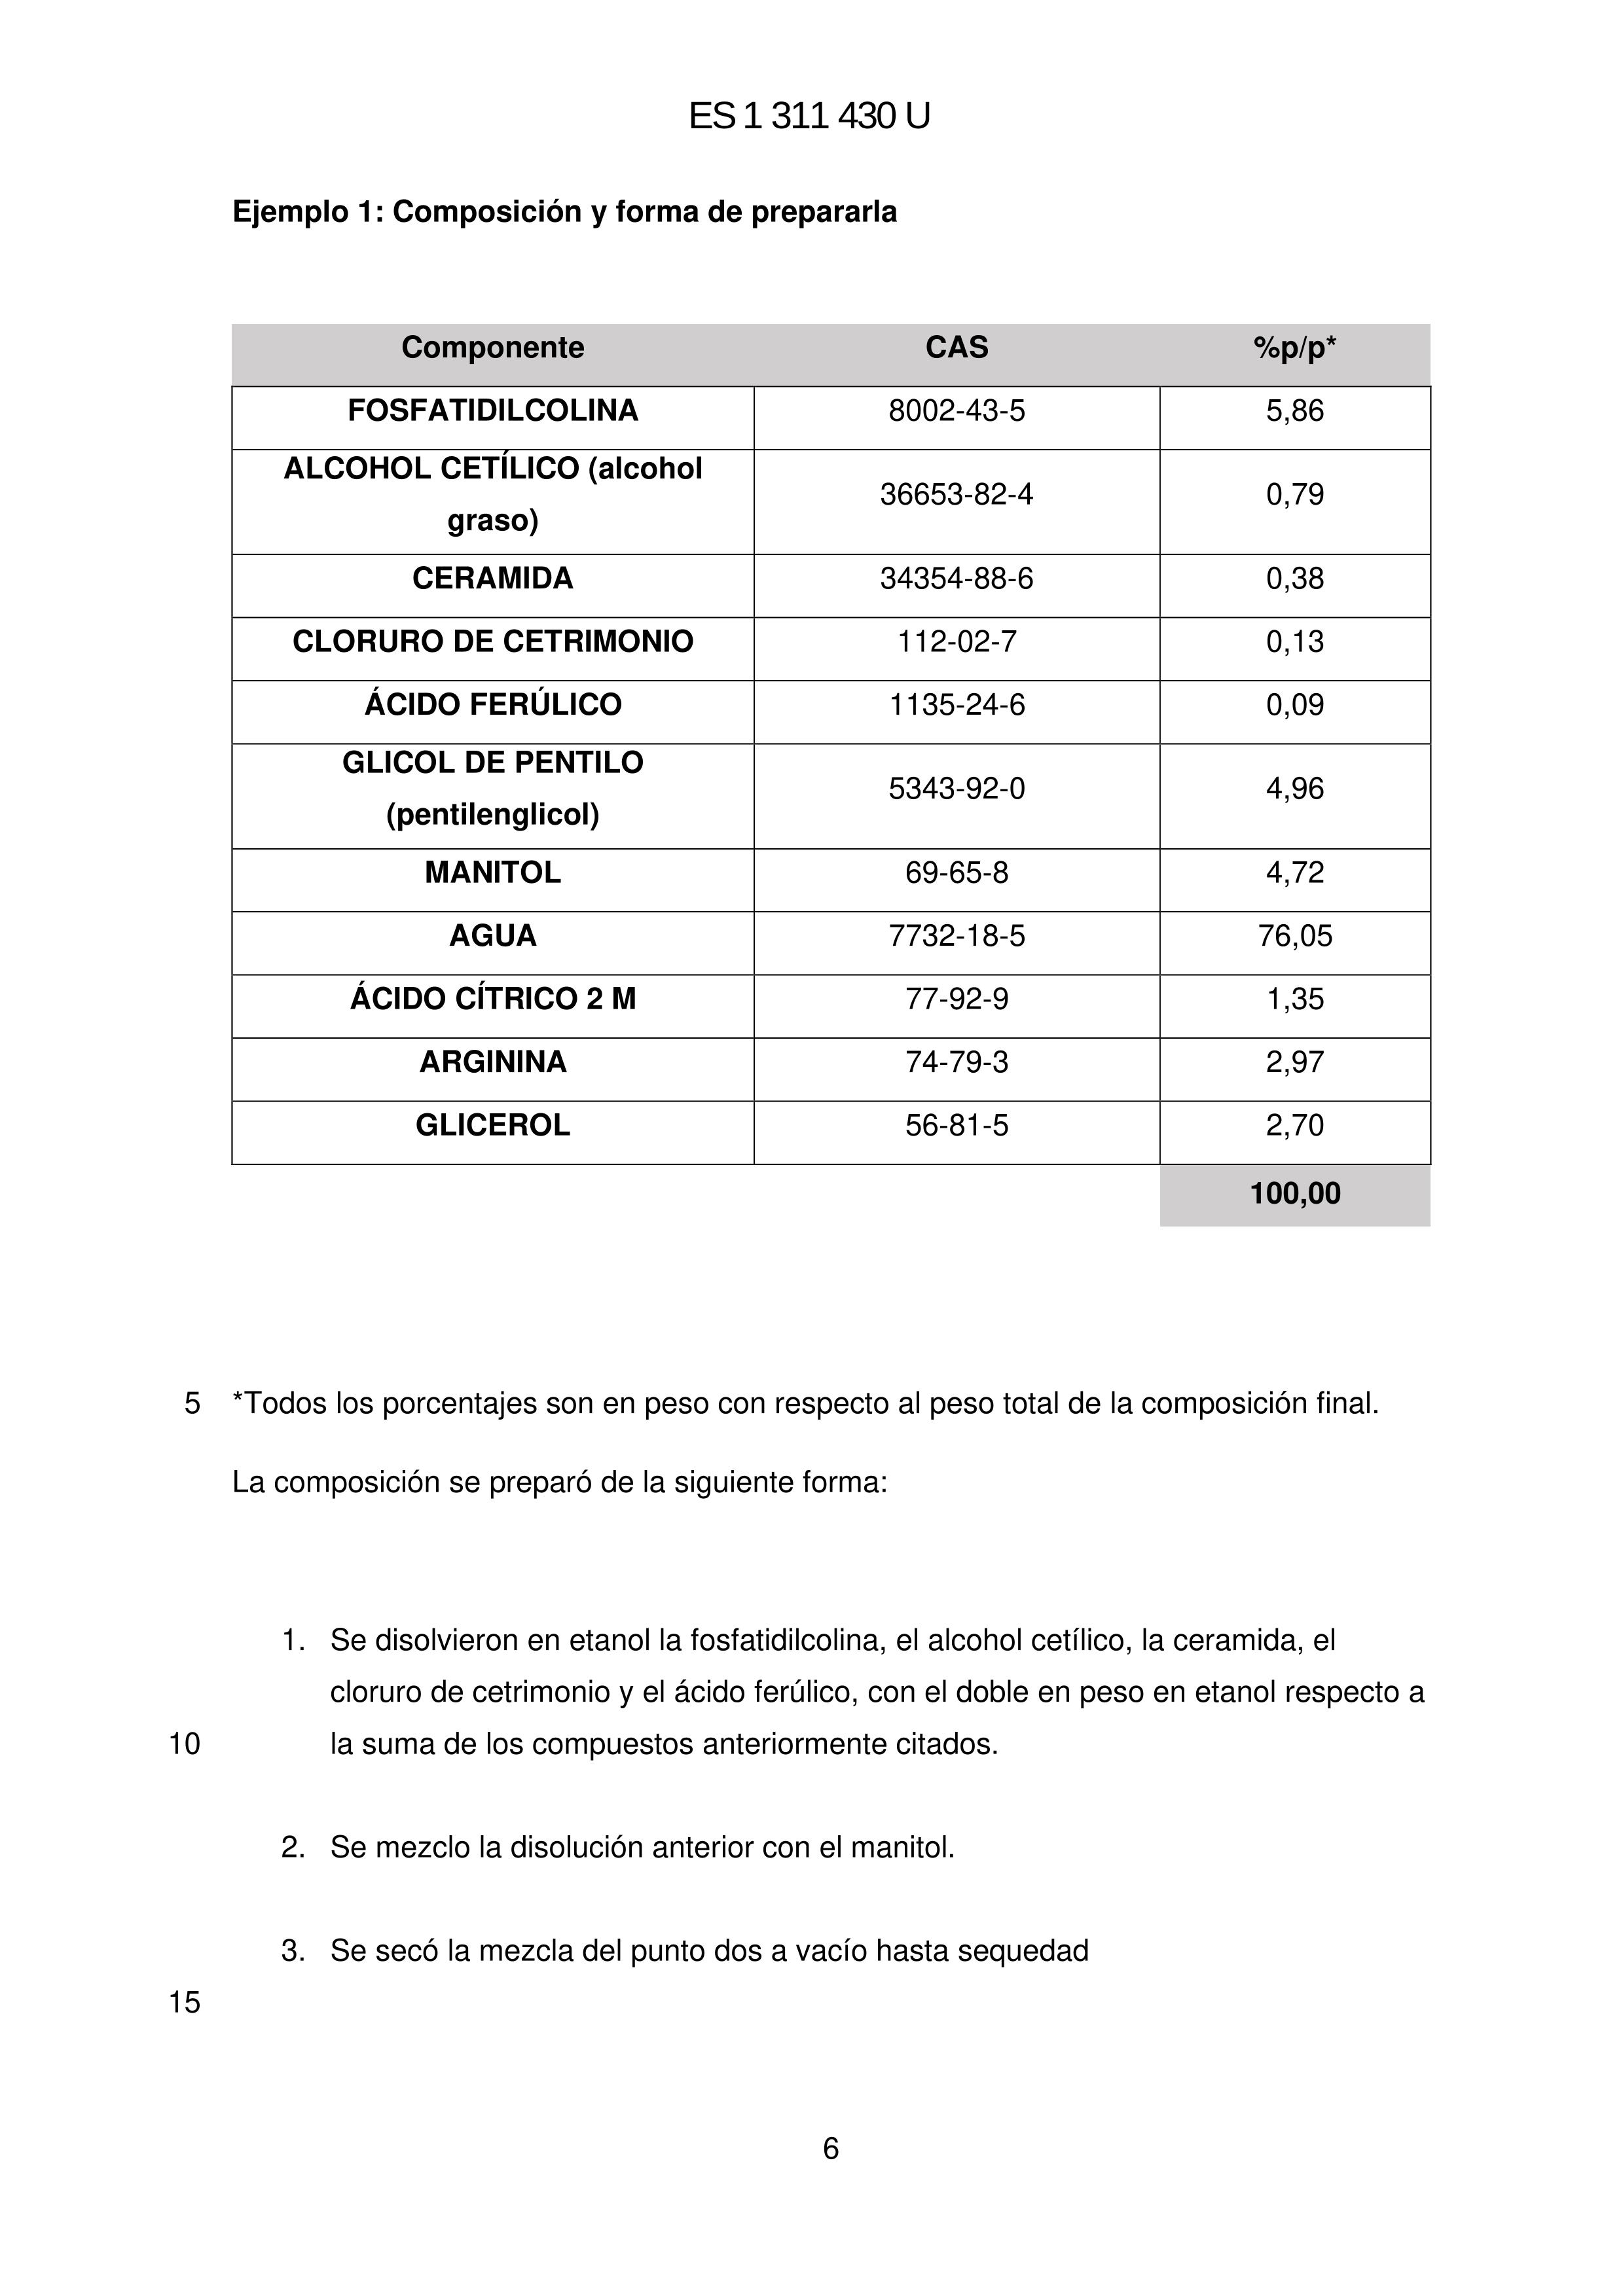 ES 1 311 430 U
Ejemplo 1: Composición y forma de prepararla
Componente CAS %p/p*
FOSFATIDILCOLINA 8002-43-5 5,86
ALCOHOL CETÍLICO (alcohol
graso) 36653-82-4 0,79
CERAMIDA 34354-88-6 0,38
CLORURO DE CETRIMONIO 112-02-7 0,13
ÁCIDO FERÚLICO 1135-24-6 0,09
GLICOL DE PENTILO
(pentilenglicol) 5343-92-0 4,96
MANITOL 69-65-8 4,72
AGUA 7732-18-5 76,05
ÁCIDO CÍTRICO 2 M 77-92-9 1,35
ARGININA 74-79-3 2,97
GLICEROL 56-81-5 2,70
100,00
5 *Todos los porcentajes son en peso con respecto al peso total de la composición final.
La composición se preparó de la siguiente forma:
1. Se disolvieron en etanol la fosfatidilcolina, el alcohol cetílico, la ceramida, el
cloruro de cetrimonio y el ácido ferúlico, con el doble en peso en etanol respecto a
10 la suma de los compuestos anteriormente citados.
2. Se mezclo la disolución anterior con el manitol.
3. Se secó la mezcla del punto dos a vacío hasta sequedad
15
6